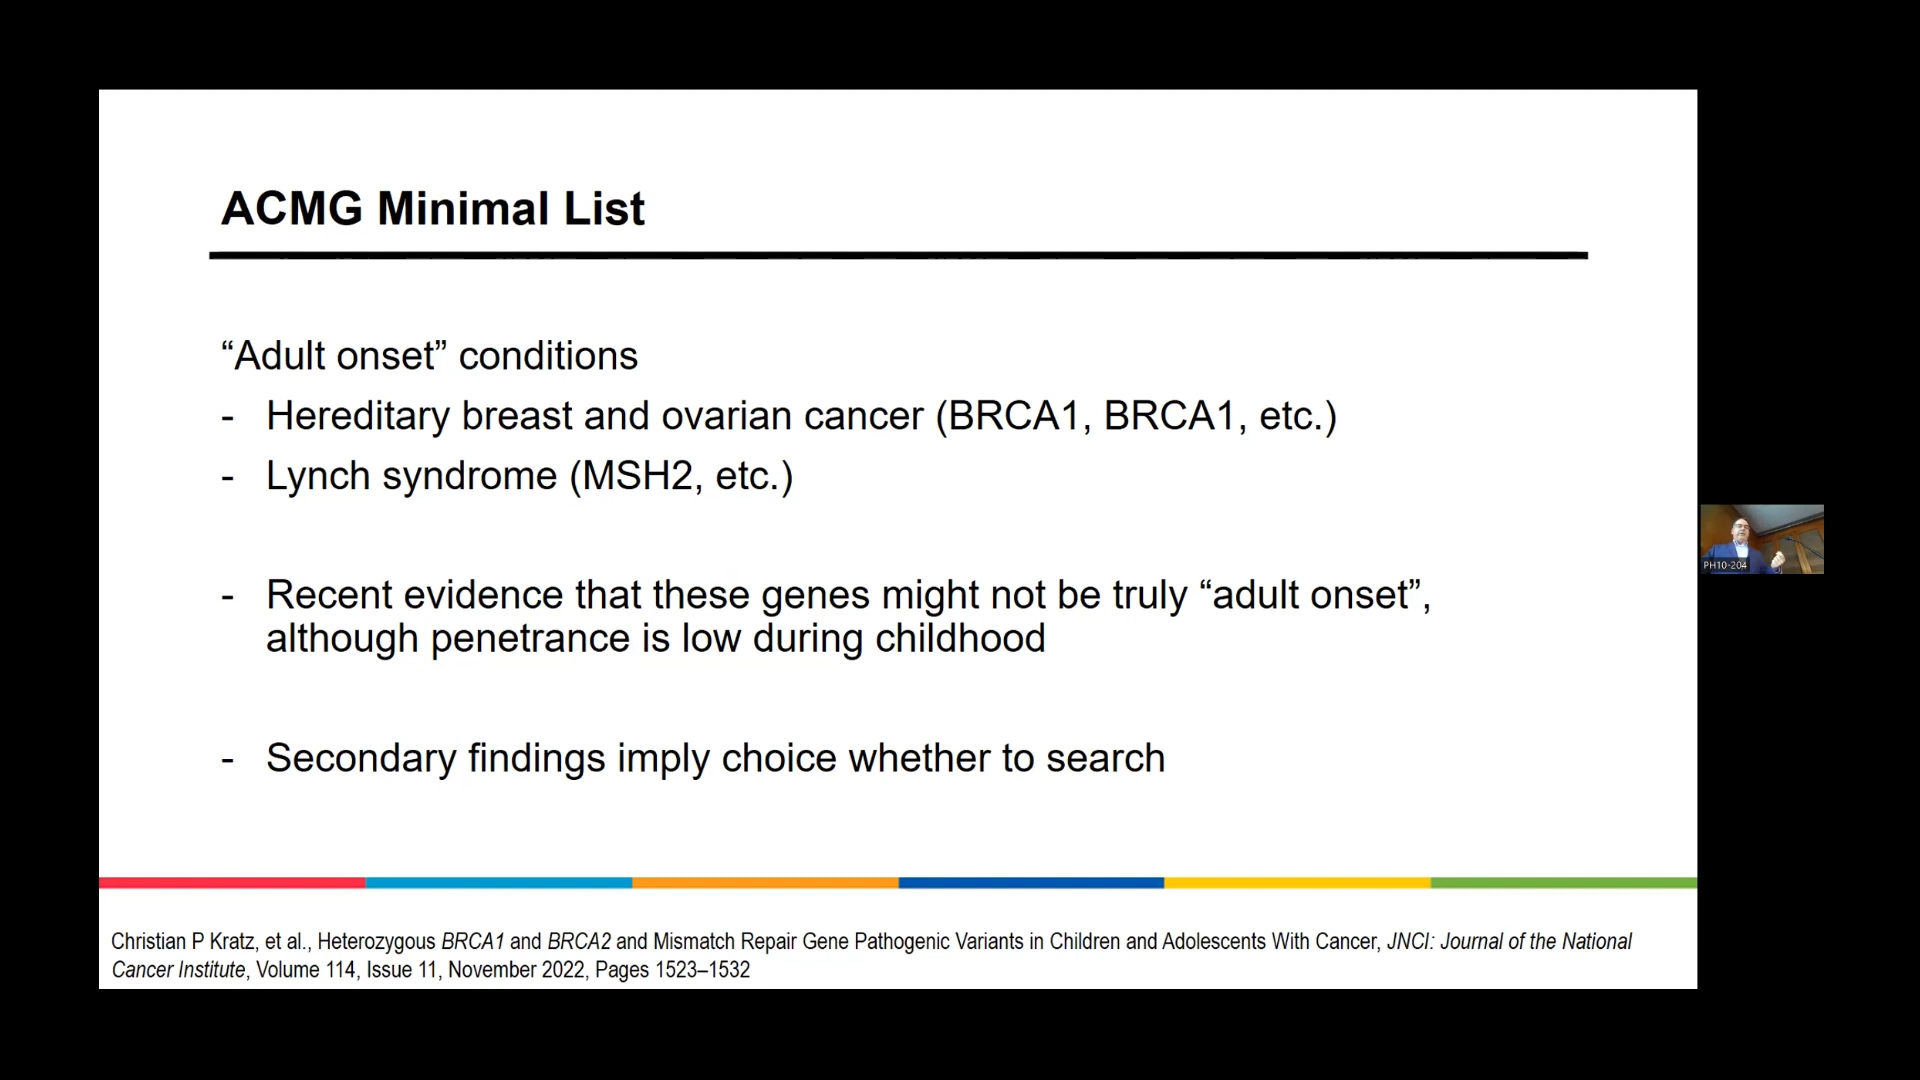 ACMG Minimal List
“Adult onset” conditions
- Hereditary breast and ovarian cancer (BRCA1, BRCA1, etc.)
- Lynch syndrome (MSH2, etc.)
- Recent evidence that these genes might not be truly “adult onset”,
although penetrance is low during childhood
- Secondary findings imply choice whether to search
PH10-204
Christian P Kratz, et al., Heterozygous BRCA1 and BRCA2 and Mismatch Repair Gene Pathogenic Variants in Children and Adolescents With Cancer, JNCI: Journal of the National
Cancer Institute, Volume 114, Issue 11, November 2022, Pages 1523–1532